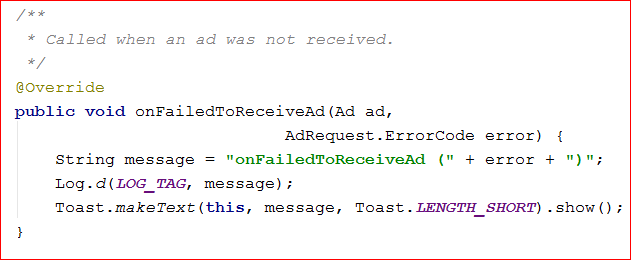 /**
 * Called when an ad was not received.
 */
@Override
public void onFailedToReceiveAd(Ad ad,
                           AdRequest.ErrorCode error) {
    String message = "onFailedToReceiveAd (" + error + ")";
    Log.d(LOG_TAG, message);
    Toast.makeText(this, message, Toast.LENGTH_SHORT).show();
}